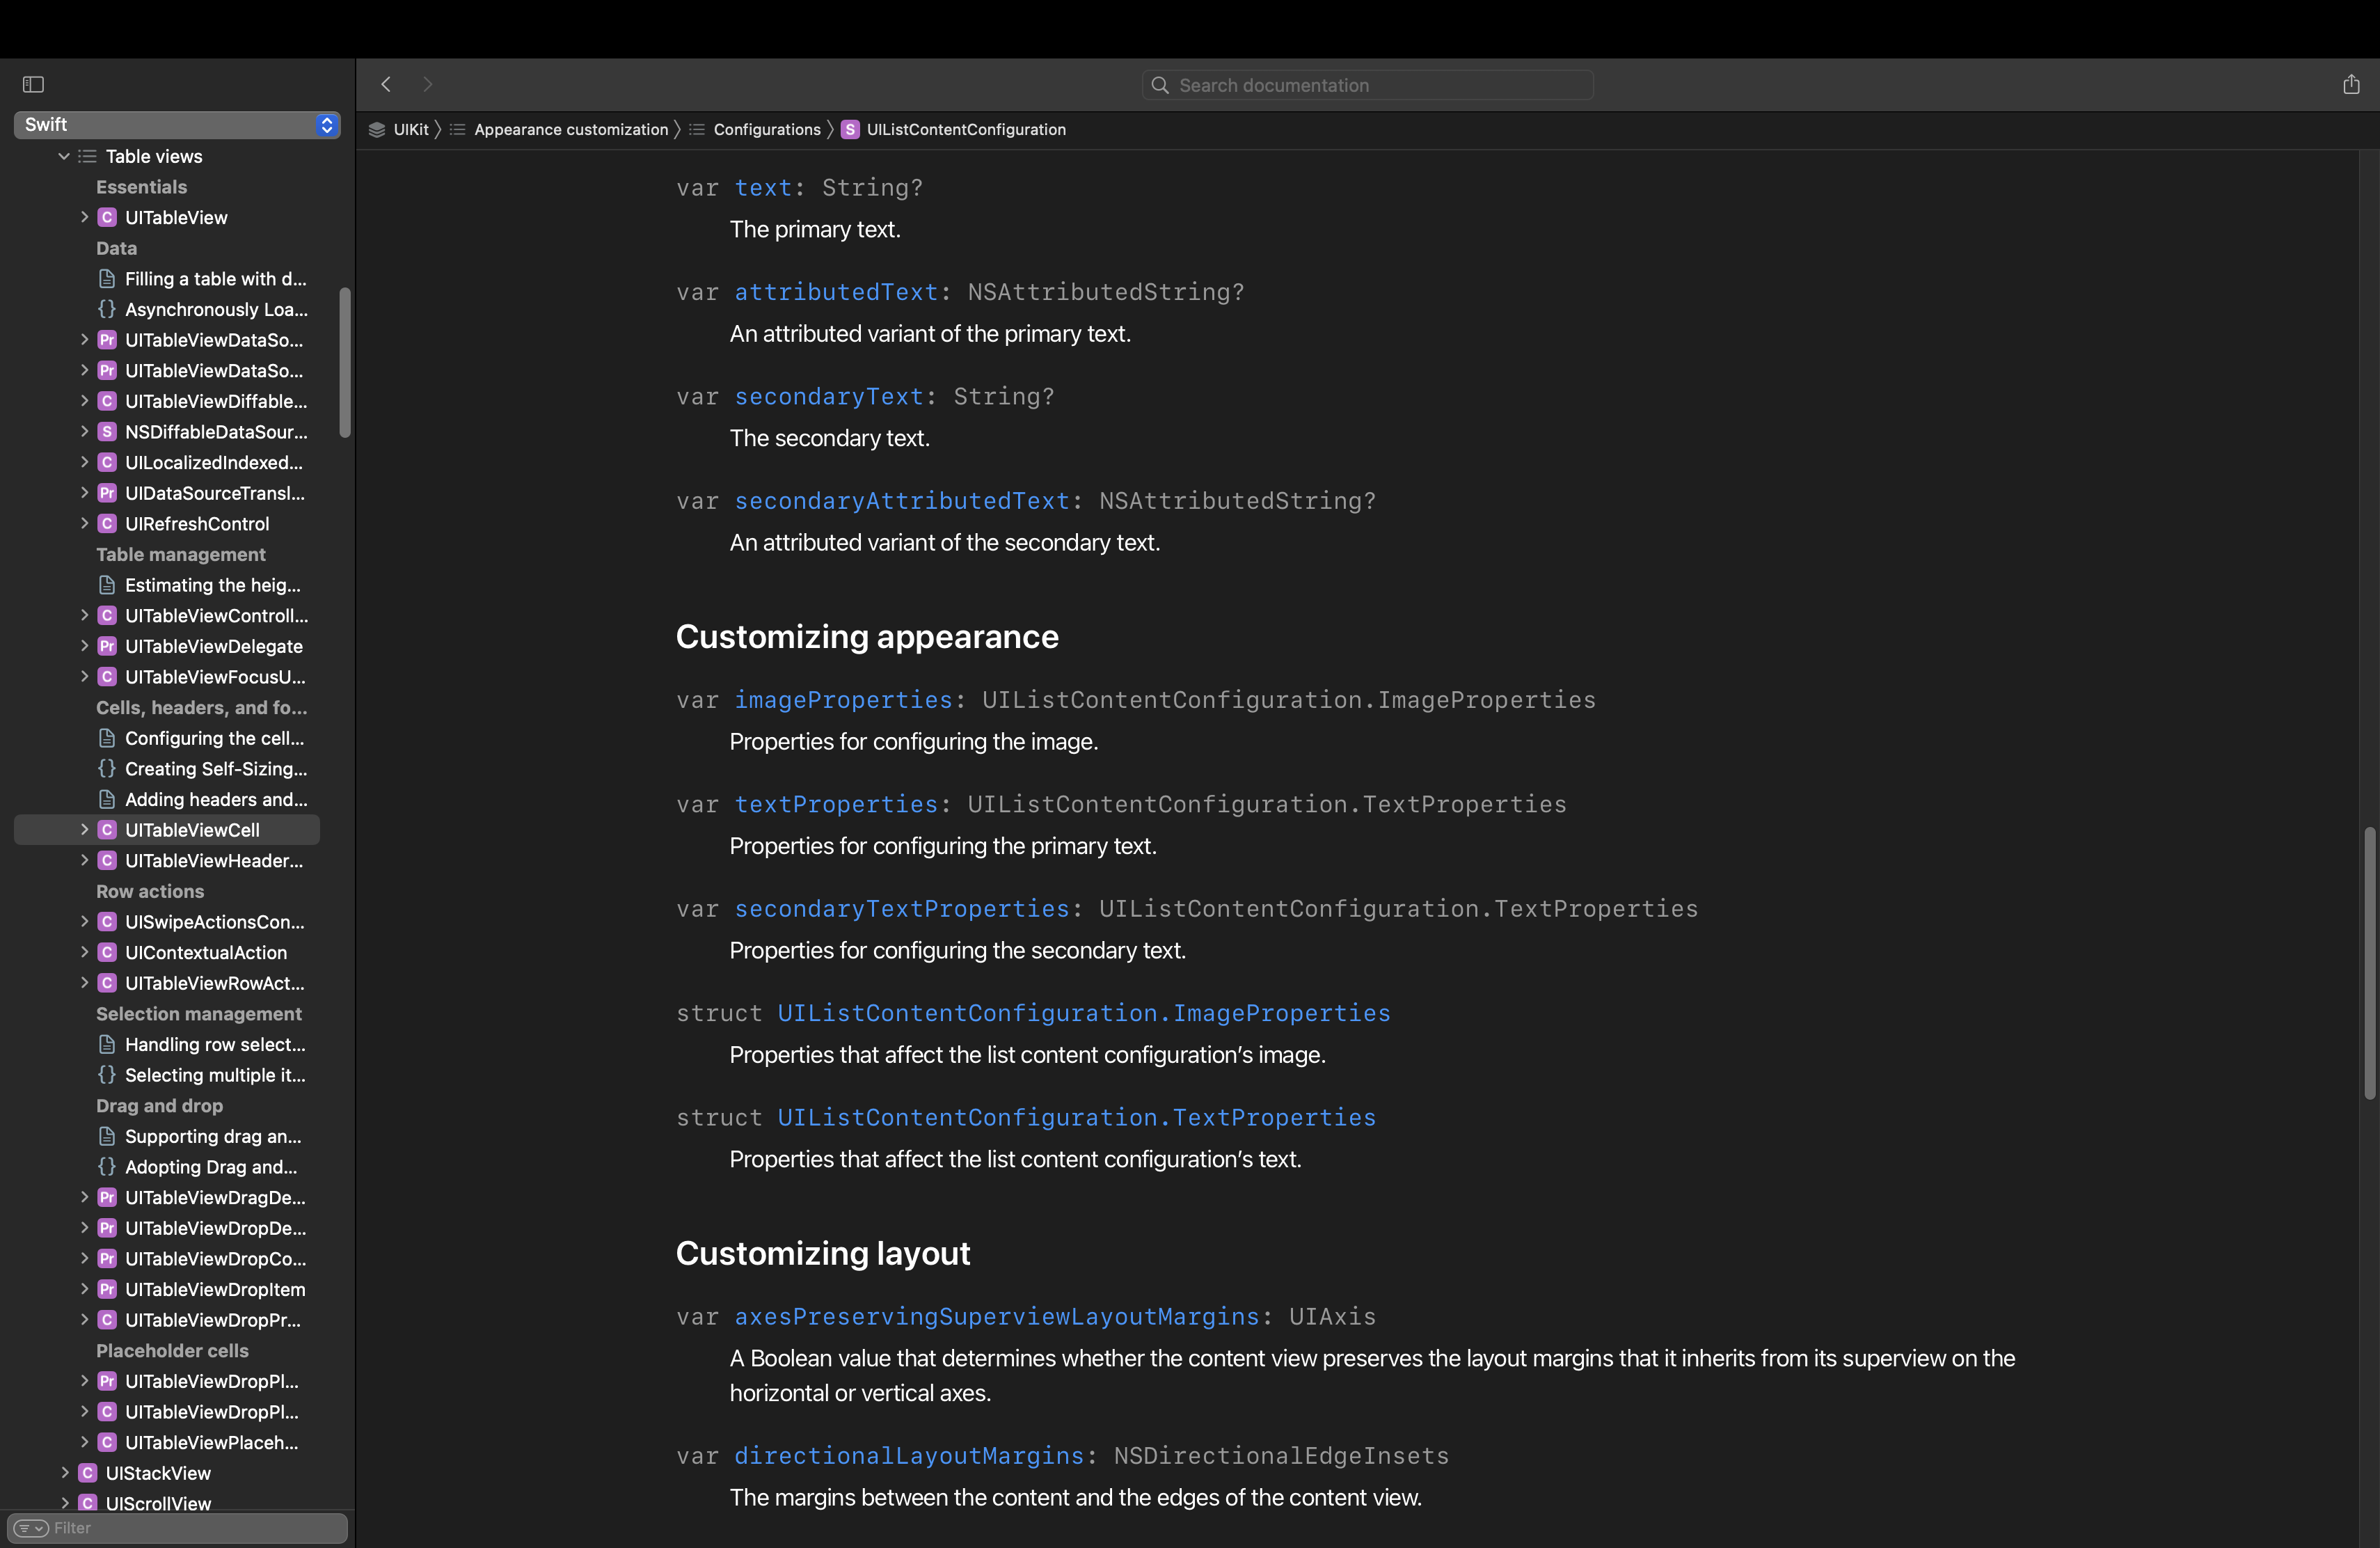 Search documentation
Swift
UIKit
Appearance customization
Configurations
S UIListContentConfiguration
Table views
Essentials
C UITableView
Data
Filling a table with d...
{} Asynchronously Loa...
Pr UITableViewDataSo...
Pr UITableViewDataSo...
C UITableViewDiffable...
S NSDiffableDataSour...
C UILocalizedIndexed...
Pr UIDataSourceTransl...
C UIRefreshControl
Table management
Estimating the heig...
C UITableViewControll...
Pr UITableViewDelegate
C UITableViewFocusU...
Cells, headers, and fo...
Configuring the cell...
{} Creating Self-Sizing...
Adding headers and...
C UITableViewCell
C UITableViewHeader...
Row actions
C UISwipeActionsCon...
C UIContextualAction
C UITableViewRowAct...
Selection management
Handling row select...
{} Selecting multiple it...
Drag and drop
Supporting drag an...
{} Adopting Drag and...
Pr UITableViewDragDe...
Pr UITableViewDropDe...
Pr UITableViewDropCo...
Pr UITableViewDropItem
C UITableViewDropPr...
Placeholder cells
Pr UITableViewDropPl...
C UITableViewDropPl...
C UITableViewPlaceh...
C UIStackView
C UIScrollView
Filter
var text: String?
The primary text.
var attributedText: NSAttributedString?
An attributed variant of the primary text.
var secondaryText: String?
The secondary text.
var secondaryAttributedText: NSAttributedString?
An attributed variant of the secondary text.
Customizing appearance
var imageProperties: UIListContentConfiguration.ImageProperties
Properties for configuring the image.
var textProperties: UIListContentConfiguration.TextProperties
Properties for configuring the primary text.
var secondaryTextProperties: UIListContentConfiguration.TextProperties
Properties for configuring the secondary text.
struct UIListContentConfiguration.ImageProperties
Properties that affect the list content configuration’s image.
struct UIListContentConfiguration.TextProperties
Properties that affect the list content configuration’s text.
Customizing layout
var axesPreservingSuperviewLayoutMargins: UIAxis
A Boolean value that determines whether the content view preserves the layout margins that it inherits from its superview on the
horizontal or vertical axes.
var directionalLayoutMargins: NSDirectionalEdgeInsets
The margins between the content and the edges of the content view.